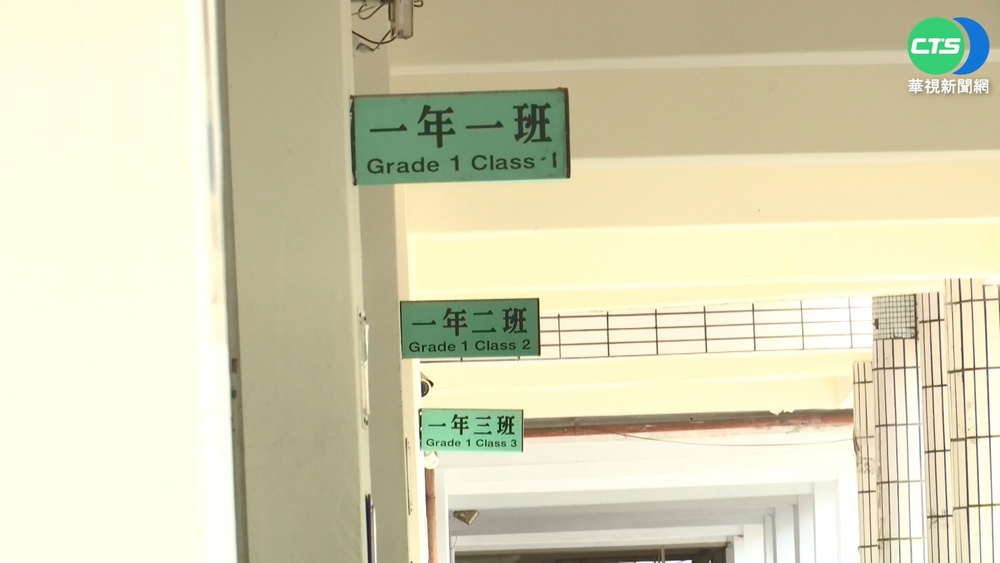 CTS
華視新聞網
一年一班
Grade 1 Class 1
一年二班
Grade 1 Class 2
一年三班
Grade 1 Class 3